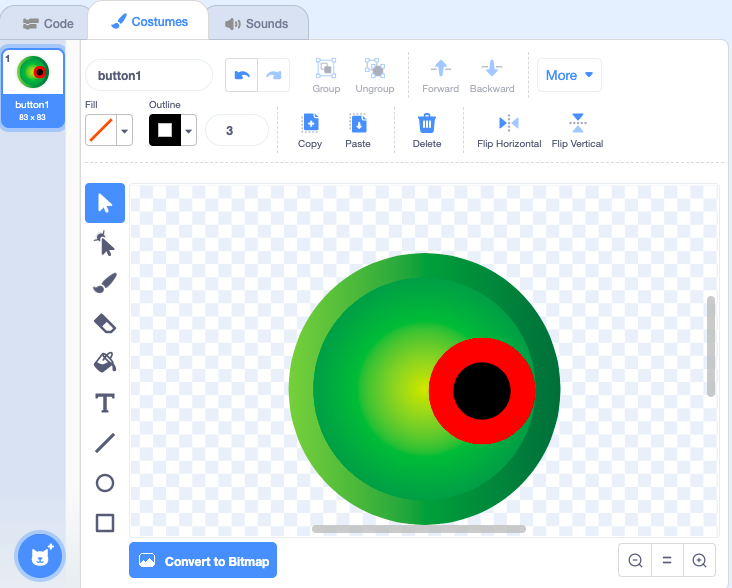 Code
Costumes
Sounds
1
button1
83 x 83
button1
Group
Ungroup
Forward
Backward
More
Fill
Outline
3
Copy
Paste
Delete
Flip Horizontal
Flip Vertical
T
Convert to Bitmap